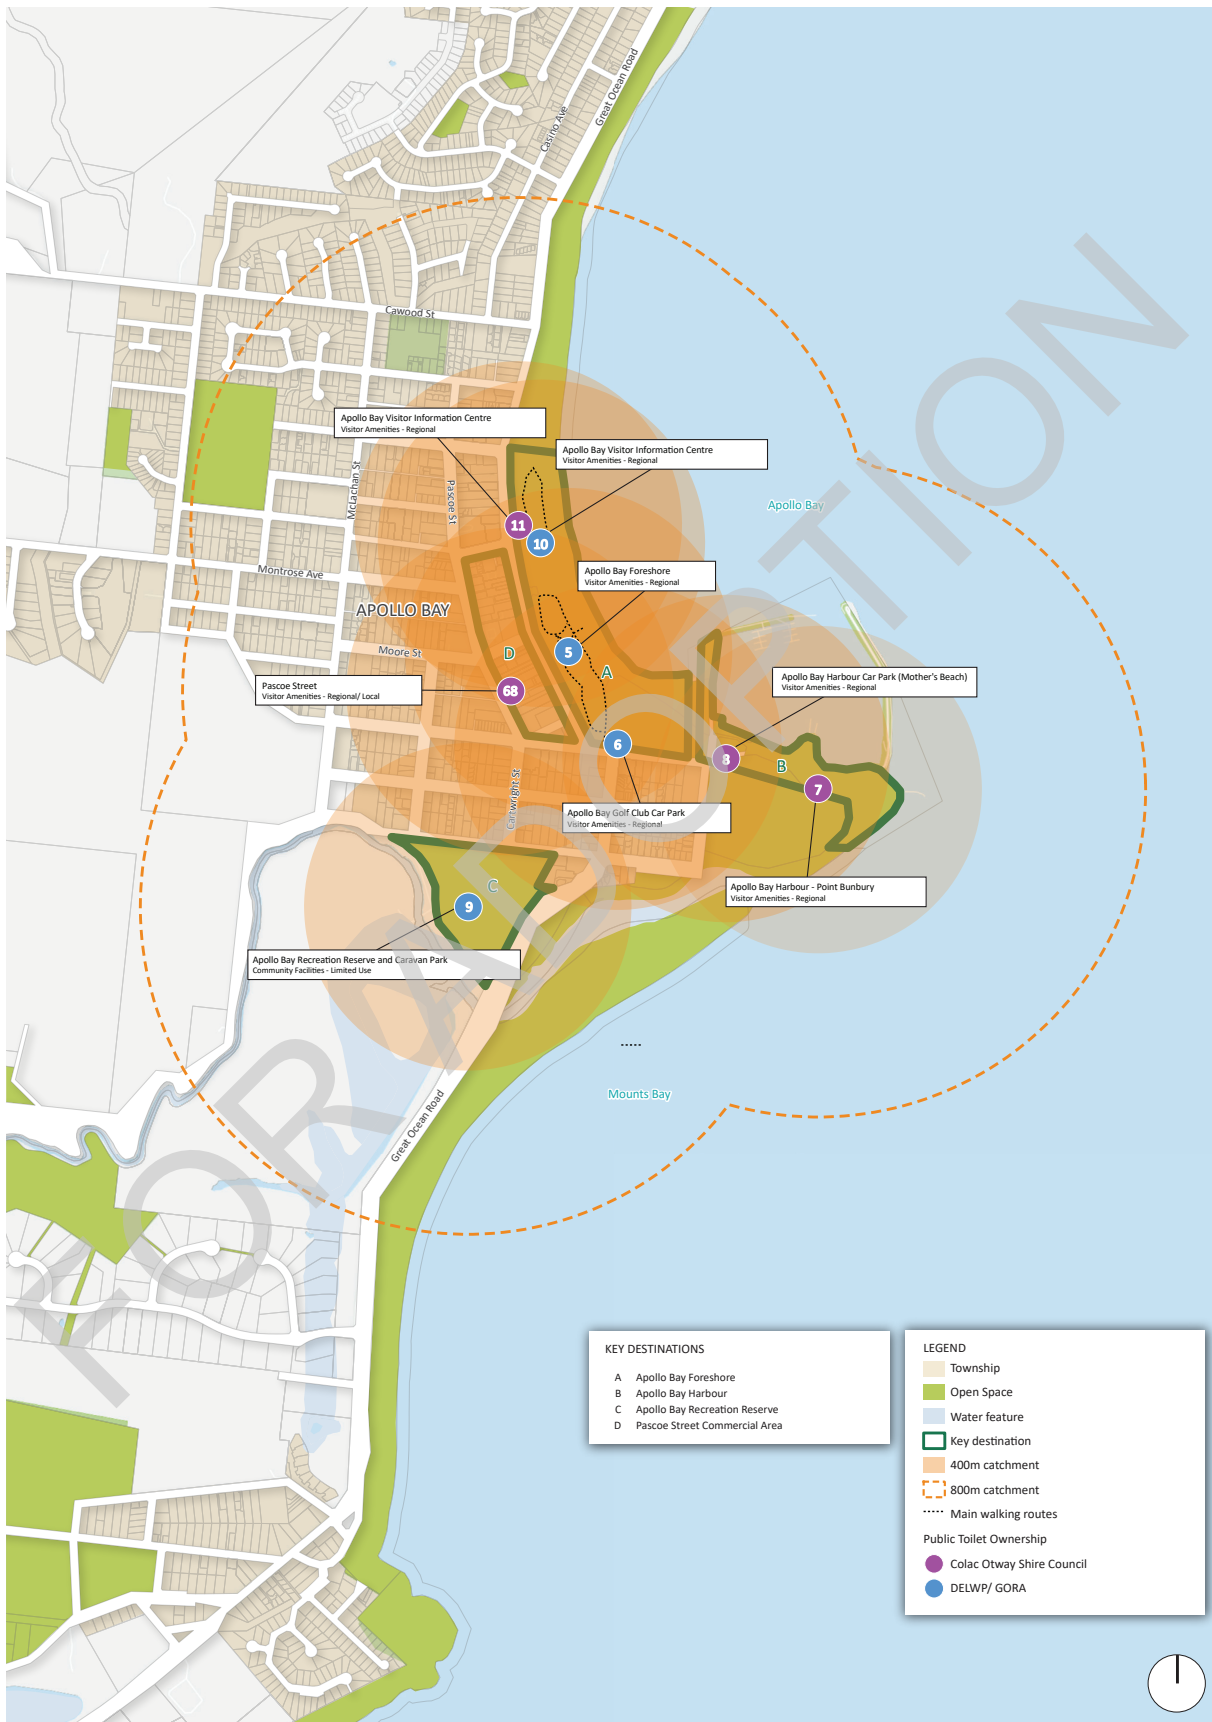 Great Ocean Road
Casino Ave
Cawood St
Apollo Bay Visitor Information Centre
Visitor Amenities - Regional
Apollo Bay Visitor Information Centre
Visitor Amenities - Regional
McLachan St
Pascoe St
Apollo Bay
11
10
Montrose Ave
Apollo Bay Foreshore
Visitor Amenities - Regional
APOLLO BAY
Moore St
D
5
A
Pascoe Street
Visitor Amenities - Regional/ Local
68
Apollo Bay Harbour Car Park (Mother's Beach)
Visitor Amenities - Regional
6
8
B
7
Cartwright St
Apollo Bay Golf Club Car Park
Visitor Amenities - Regional
C
9
Apollo Bay Harbour - Point Bunbury
Visitor Amenities - Regional
Apollo Bay Recreation Reserve and Caravan Park
Community Facilities - Limited Use
Mounts Bay
Great Ocean Road
FOR ADOPTION
KEY DESTINATIONS
A Apollo Bay Foreshore
B Apollo Bay Harbour
C Apollo Bay Recreation Reserve
D Pascoe Street Commercial Area
LEGEND
Township
Open Space
Water feature
Key destination
400m catchment
800m catchment
Main walking routes
Public Toilet Ownership
Colac Otway Shire Council
DELWP/ GORA